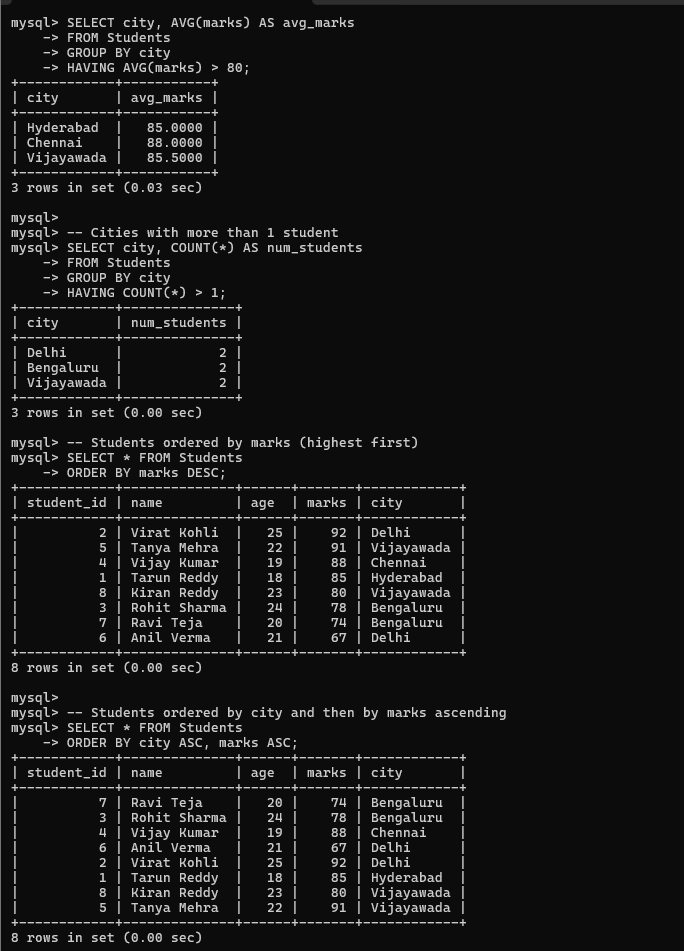 mysql> SELECT city, AVG(marks) AS avg_marks
    -> FROM Students
    -> GROUP BY city
    -> HAVING AVG(marks) > 80;
+------------+-----------+
| city       | avg_marks |
+------------+-----------+
| Hyderabad  |   85.0000 |
| Chennai    |   88.0000 |
| Vijayawada |   85.5000 |
+------------+-----------+
3 rows in set (0.03 sec)

mysql>
mysql> -- Cities with more than 1 student
mysql> SELECT city, COUNT(*) AS num_students
    -> FROM Students
    -> GROUP BY city
    -> HAVING COUNT(*) > 1;
+------------+--------------+
| city       | num_students |
+------------+--------------+
| Delhi      |            2 |
| Bengaluru  |            2 |
| Vijayawada |            2 |
+------------+--------------+
3 rows in set (0.00 sec)

mysql> -- Students ordered by marks (highest first)
mysql> SELECT * FROM Students
    -> ORDER BY marks DESC;
+------------+--------------+------+-------+------------+
| student_id | name         | age  | marks | city       |
+------------+--------------+------+-------+------------+
|          2 | Virat Kohli  |   25 |    92 | Delhi      |
|          5 | Tanya Mehra  |   22 |    91 | Vijayawada |
|          4 | Vijay Kumar  |   19 |    88 | Chennai    |
|          1 | Tarun Reddy  |   18 |    85 | Hyderabad  |
|          8 | Kiran Reddy  |   23 |    80 | Vijayawada |
|          3 | Rohit Sharma |   24 |    78 | Bengaluru  |
|          7 | Ravi Teja    |   20 |    74 | Bengaluru  |
|          6 | Anil Verma   |   21 |    67 | Delhi      |
+------------+--------------+------+-------+------------+
8 rows in set (0.00 sec)

mysql>
mysql> -- Students ordered by city and then by marks ascending
mysql> SELECT * FROM Students
    -> ORDER BY city ASC, marks ASC;
+------------+--------------+------+-------+------------+
| student_id | name         | age  | marks | city       |
+------------+--------------+------+-------+------------+
|          7 | Ravi Teja    |   20 |    74 | Bengaluru  |
|          3 | Rohit Sharma |   24 |    78 | Bengaluru  |
|          4 | Vijay Kumar  |   19 |    88 | Chennai    |
|          6 | Anil Verma   |   21 |    67 | Delhi      |
|          2 | Virat Kohli  |   25 |    92 | Delhi      |
|          1 | Tarun Reddy  |   18 |    85 | Hyderabad  |
|          8 | Kiran Reddy  |   23 |    80 | Vijayawada |
|          5 | Tanya Mehra  |   22 |    91 | Vijayawada |
+------------+--------------+------+-------+------------+
8 rows in set (0.00 sec)